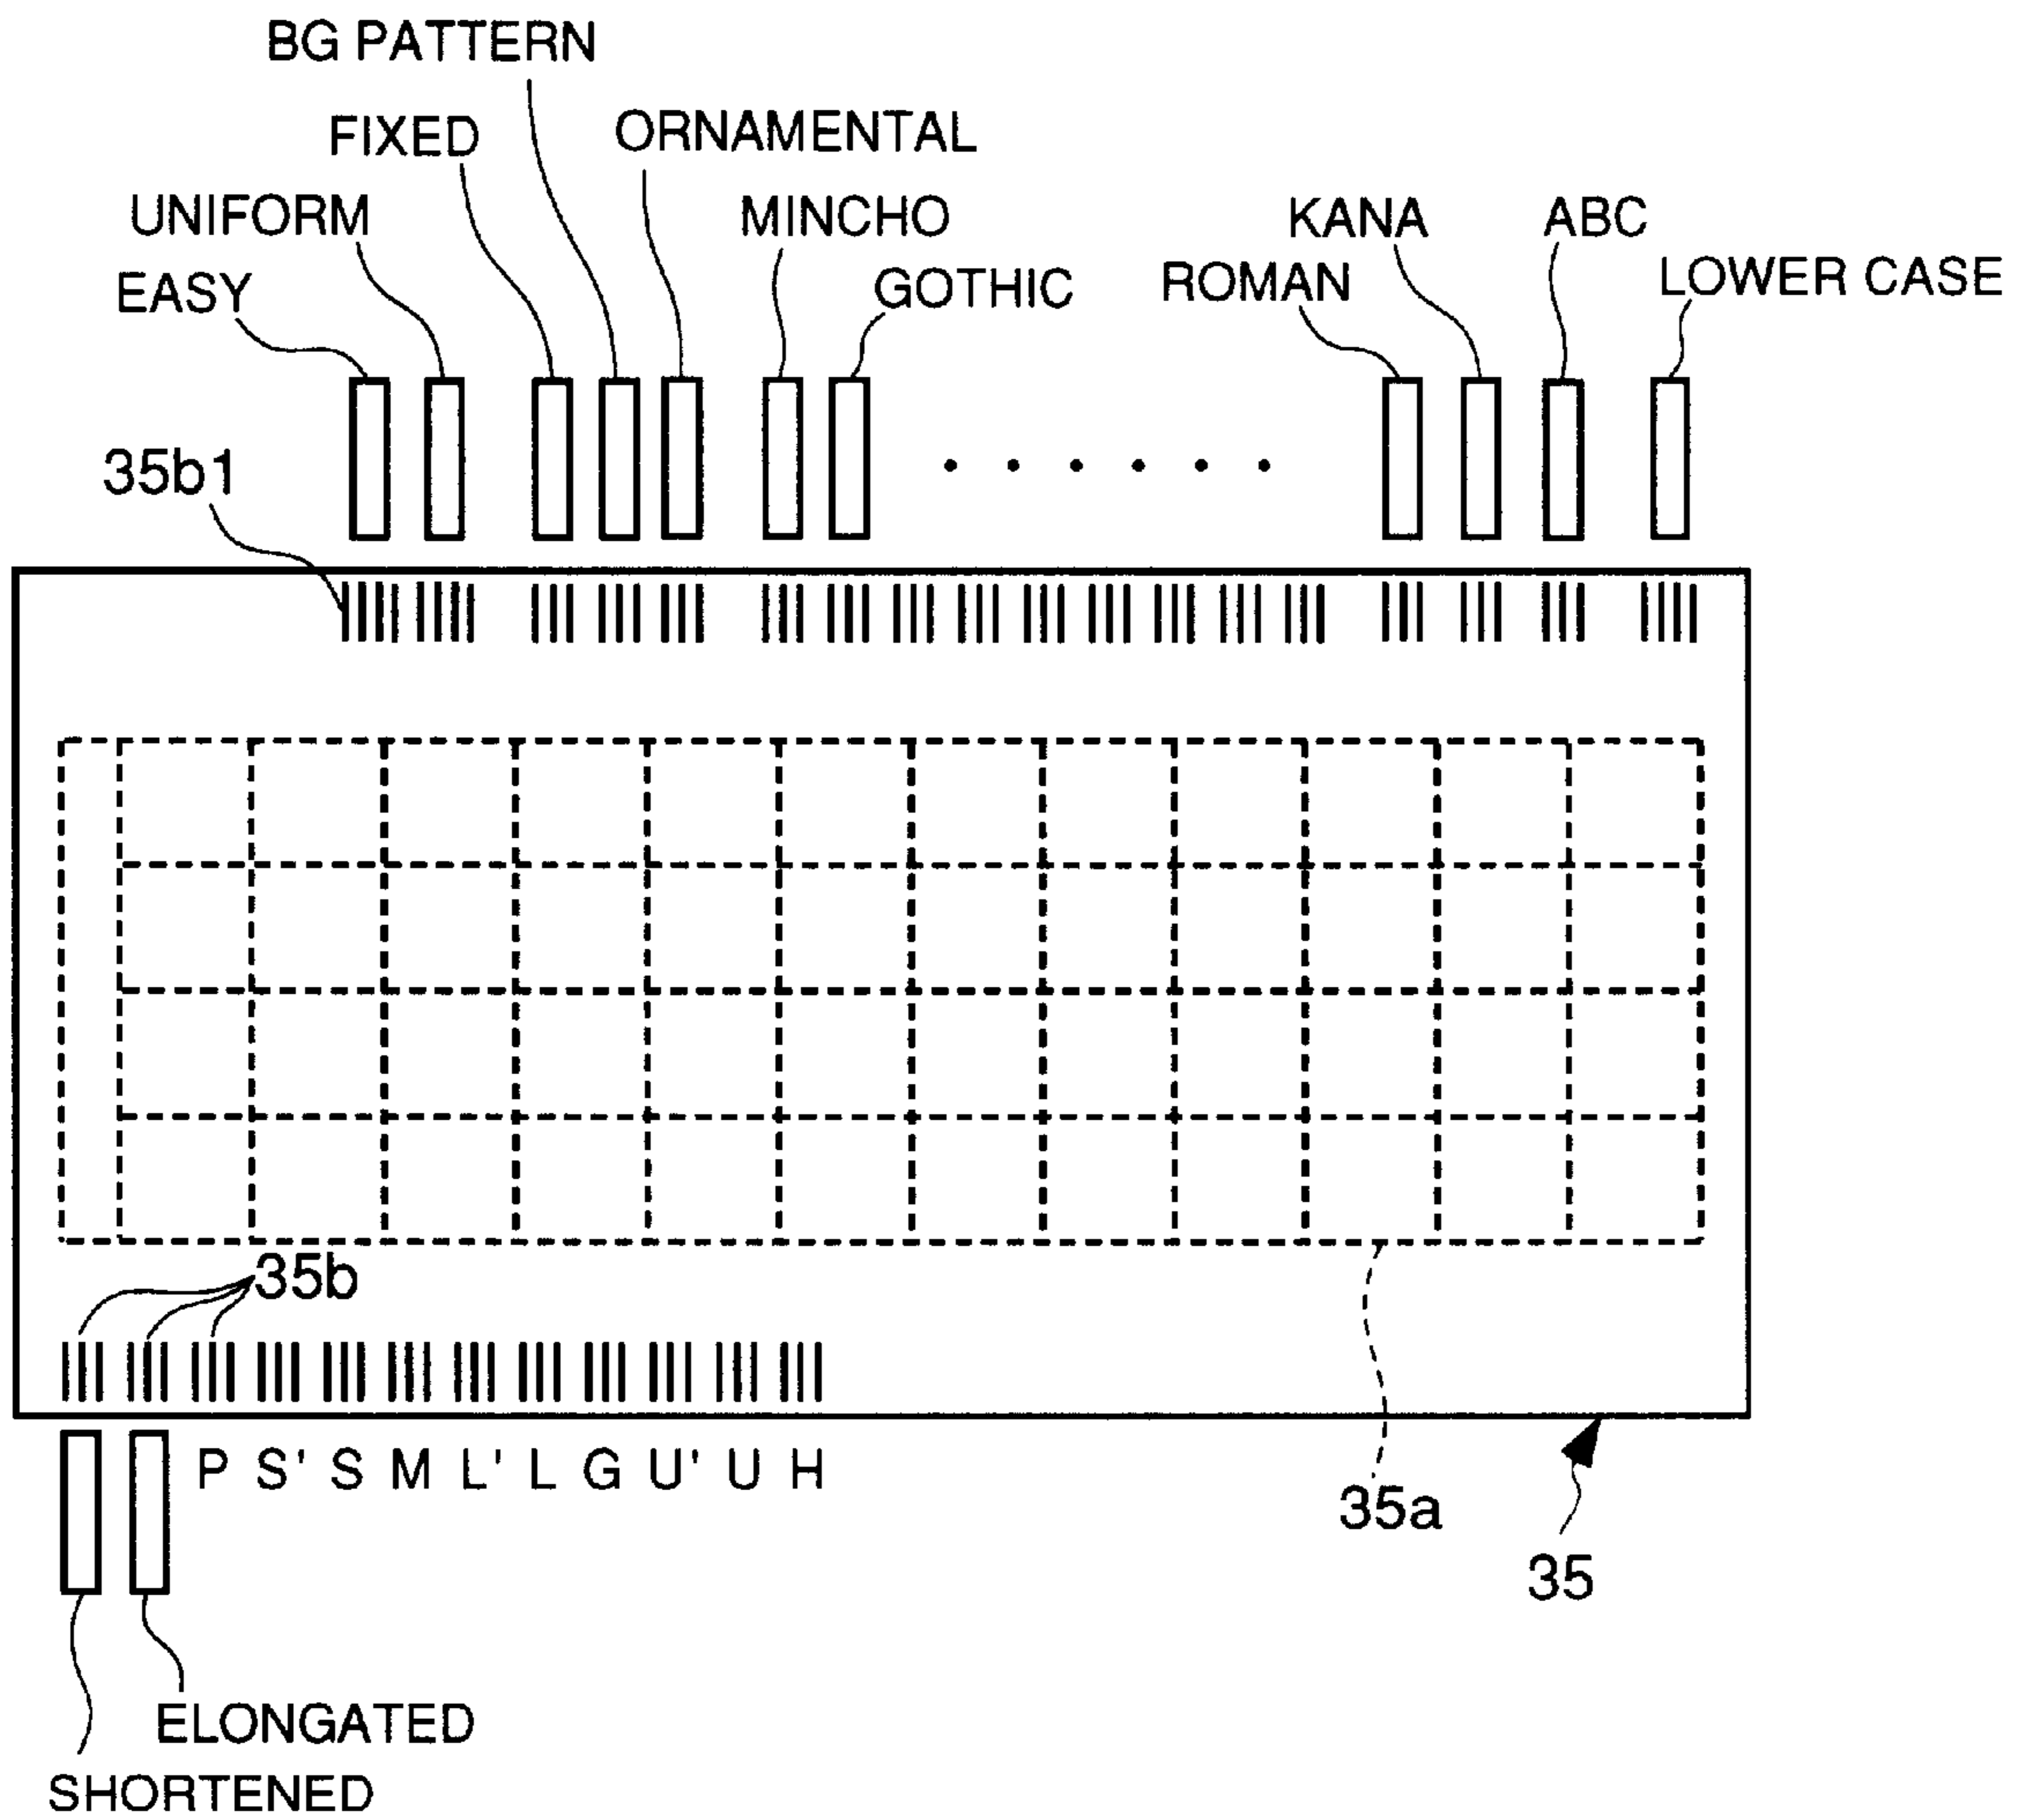 BG PATTERN
FIXED
ORNAMENTAL
UNIFORM
MINCHO
KANA
ABC
EASY
GOTHIC
ROMAN
LOWER CASE
35b1
35b
P S' S M L' L G U' U H
35a
35
ELONGATED
SHORTENED